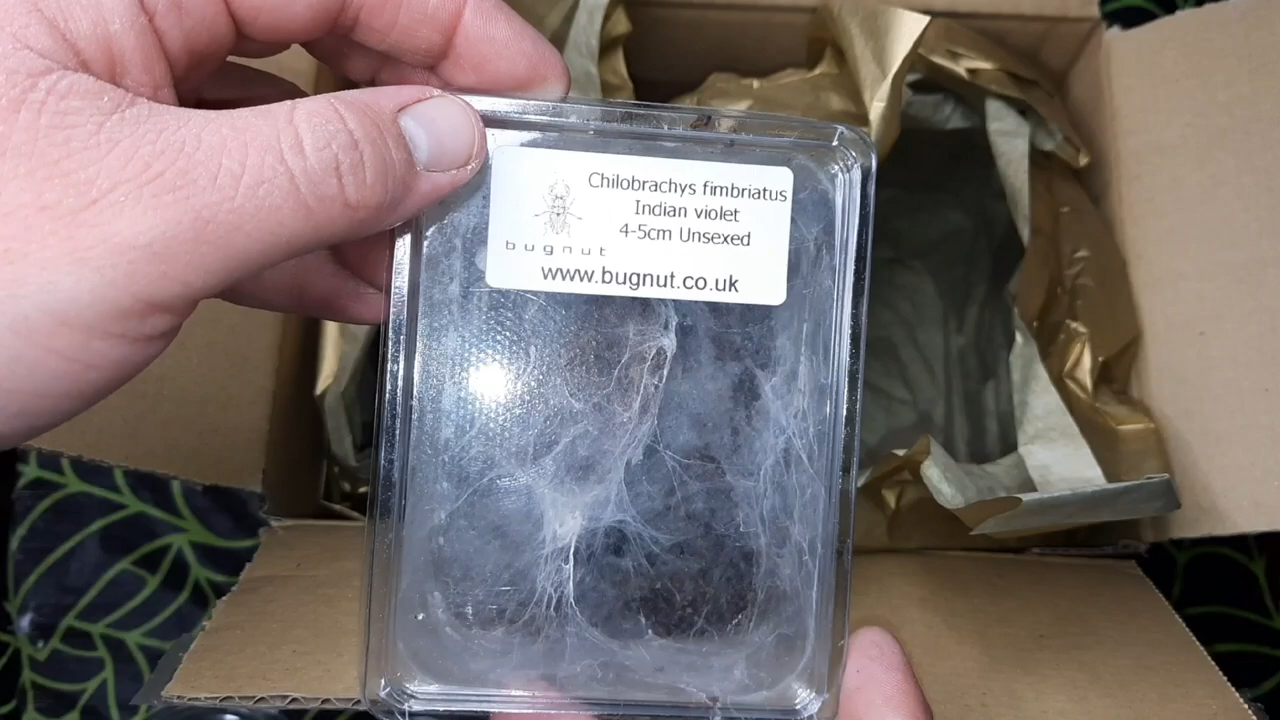 Chilobrachys fimbriatus
Indian violet
4-5cm Unsexed
bugnut
www.bugnut.co.uk